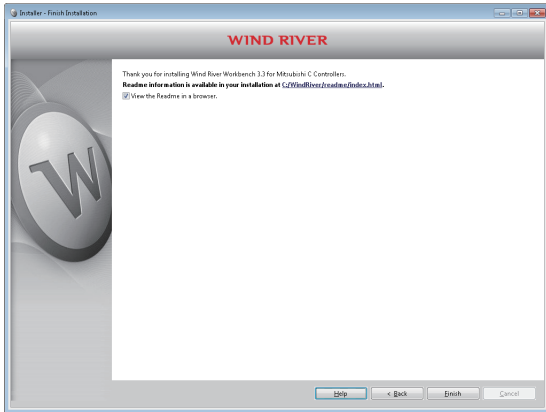 Installer - Finish Installation
WIND RIVER
Thank you for installing Wind River Workbench 3.3 for Mitsubishi C Controllers.
Readme information is available in your installation at C:/WindRiver/readme/index.html.
View the Readme in a browser.
W
Help
< Back
Finish
Cancel